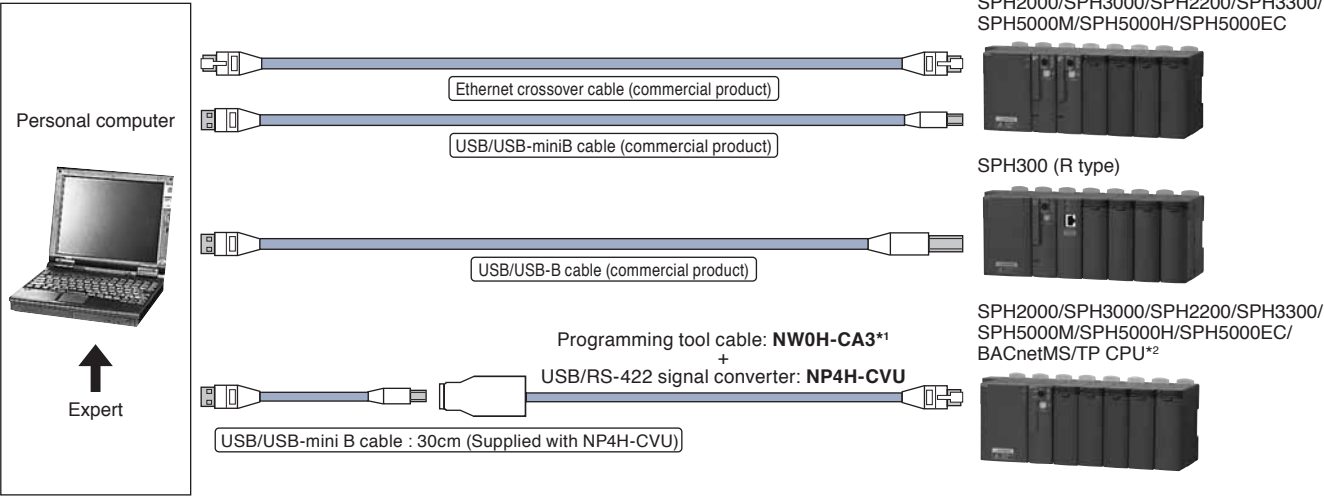 SPH2000/SPH3000/SPH2200/SPH3300/
SPH5000M/SPH5000H/SPH5000EC
Ethernet crossover cable (commercial product)
Personal computer
USB/USB-miniB cable (commercial product)
SPH300 (R type)
USB/USB-B cable (commercial product)
SPH2000/SPH3000/SPH2200/SPH3300/
SPH5000M/SPH5000H/SPH5000EC/
BACnetMS/TP CPU*2
Programming tool cable: NW0H-CA3*1
+
USB/RS-422 signal converter: NP4H-CVU
Expert
USB/USB-mini B cable : 30cm (Supplied with NP4H-CVU)